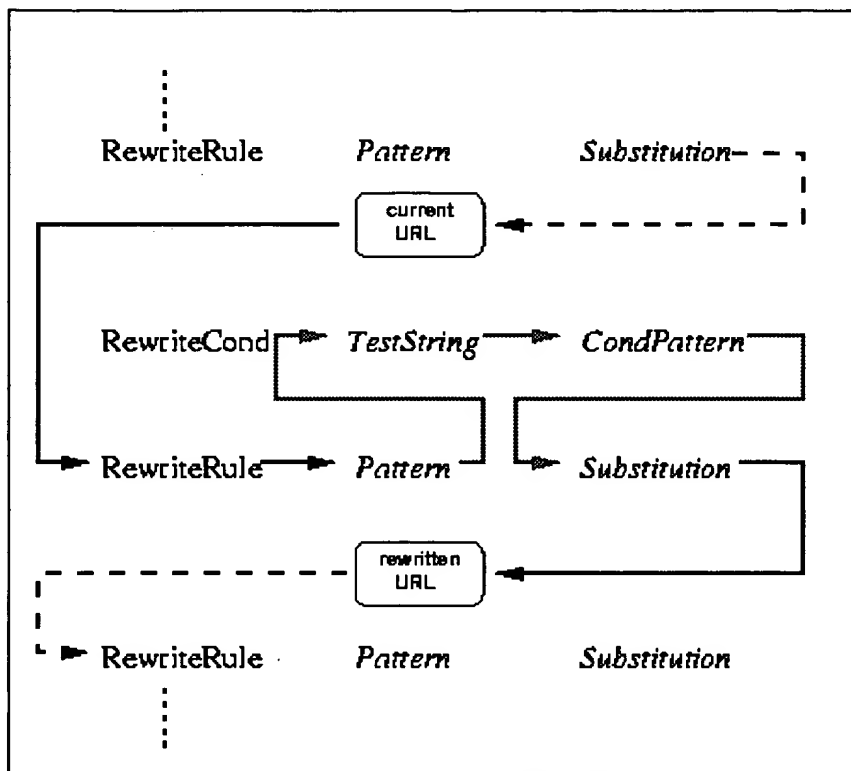 RewriteRule Pattern Substitution
current
URL
RewriteCond TestString CondPattern
RewriteRule Pattern Substitution
rewritten
URL
RewriteRule Pattern Substitution